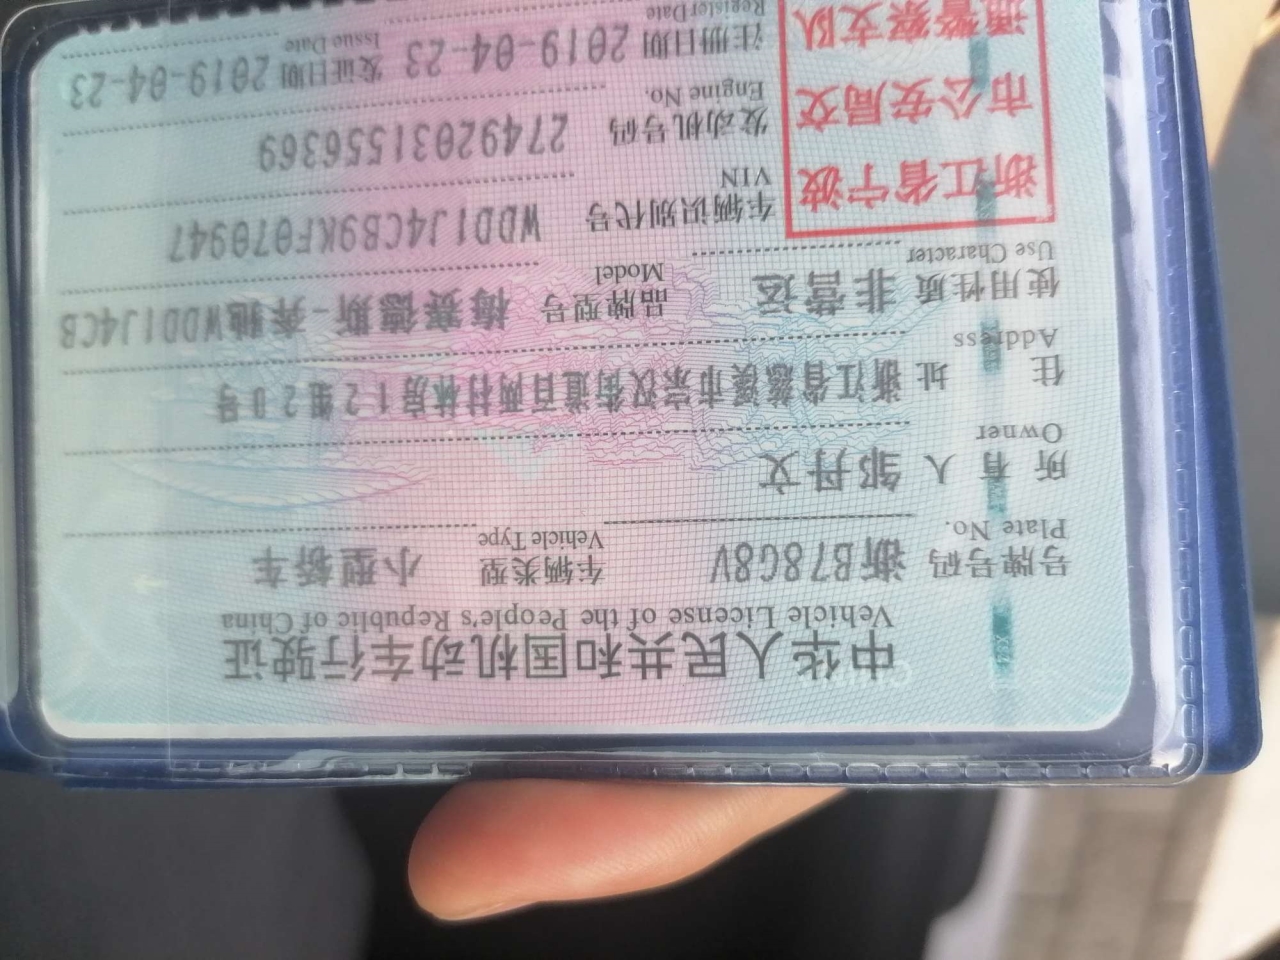 中华人民共和国机动车行驶证
Vehicle License of the People's Republic of China
号牌号码 浙B78G8V 车辆类型 小型轿车
Plate No. Vehicle Type
所有人 邹丹文
Owner
住址 浙江省慈溪市宗汉街道百两村林房12组20号
Address
使用性质 非营运 品牌型号 梅赛德斯-奔驰WDD1J4CB
Use Character Model
浙江省宁波
市公安局交
通警察支队
车辆识别代号 WDD1J4CB9KF070947
VIN
发动机号码 27492031556369
Engine No.
注册日期 2019-04-23 发证日期 2019-04-23
Register Date Issue Date